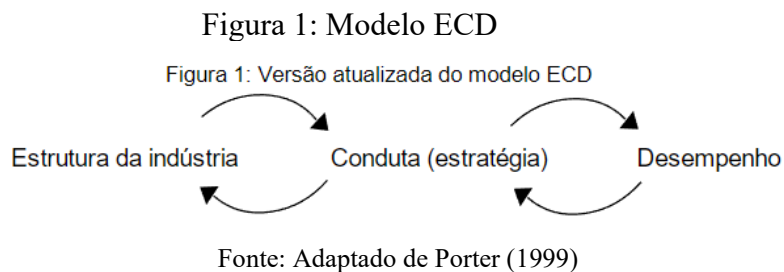 Figura 1: Modelo ECD
Figura 1: Versão atualizada do modelo ECD
Estrutura da indústria Conduta (estratégia) Desempenho
Fonte: Adaptado de Porter (1999)